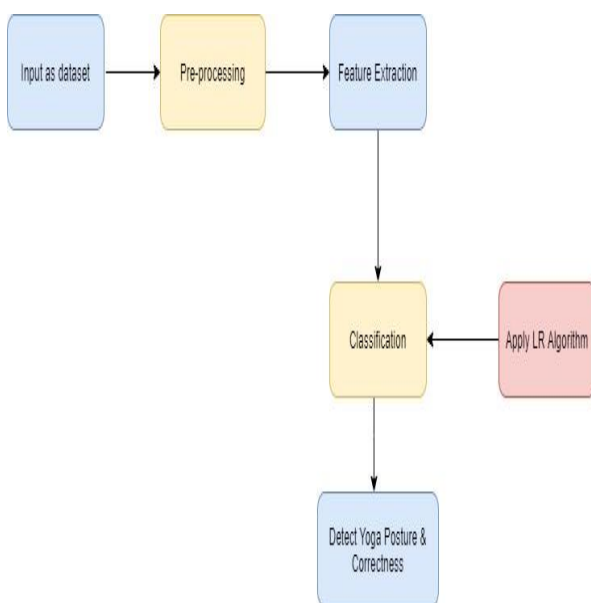 Input as dataset
Pre-processing
Feature Extraction
Classification
Apply LR Algorithm
Detect Yoga Posture &
Correctness